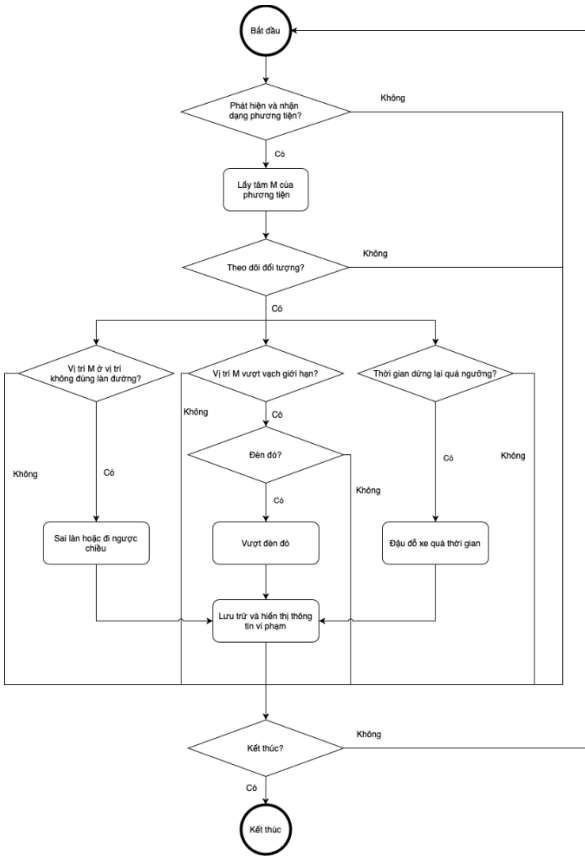 Bắt đầu
Phát hiện và nhận
dạng phương tiện?
Không
Có
Lấy tâm M của
phương tiện
Theo dõi đối tượng?
Không
Có
Vị trí M ở vị trí
không đúng làn đường?
Vị trí M vượt vạch giới hạn?
Thời gian dừng lại quá ngưỡng?
Không
Có
Đèn đỏ?
Không
Có
Có
Không
Không
Có
Sai làn hoặc đi ngược
chiều
Vượt đèn đỏ
Đậu đỗ xe quá thời gian
Lưu trữ và hiển thị thông
tin vi phạm
Kết thúc?
Không
Có
Kết thúc